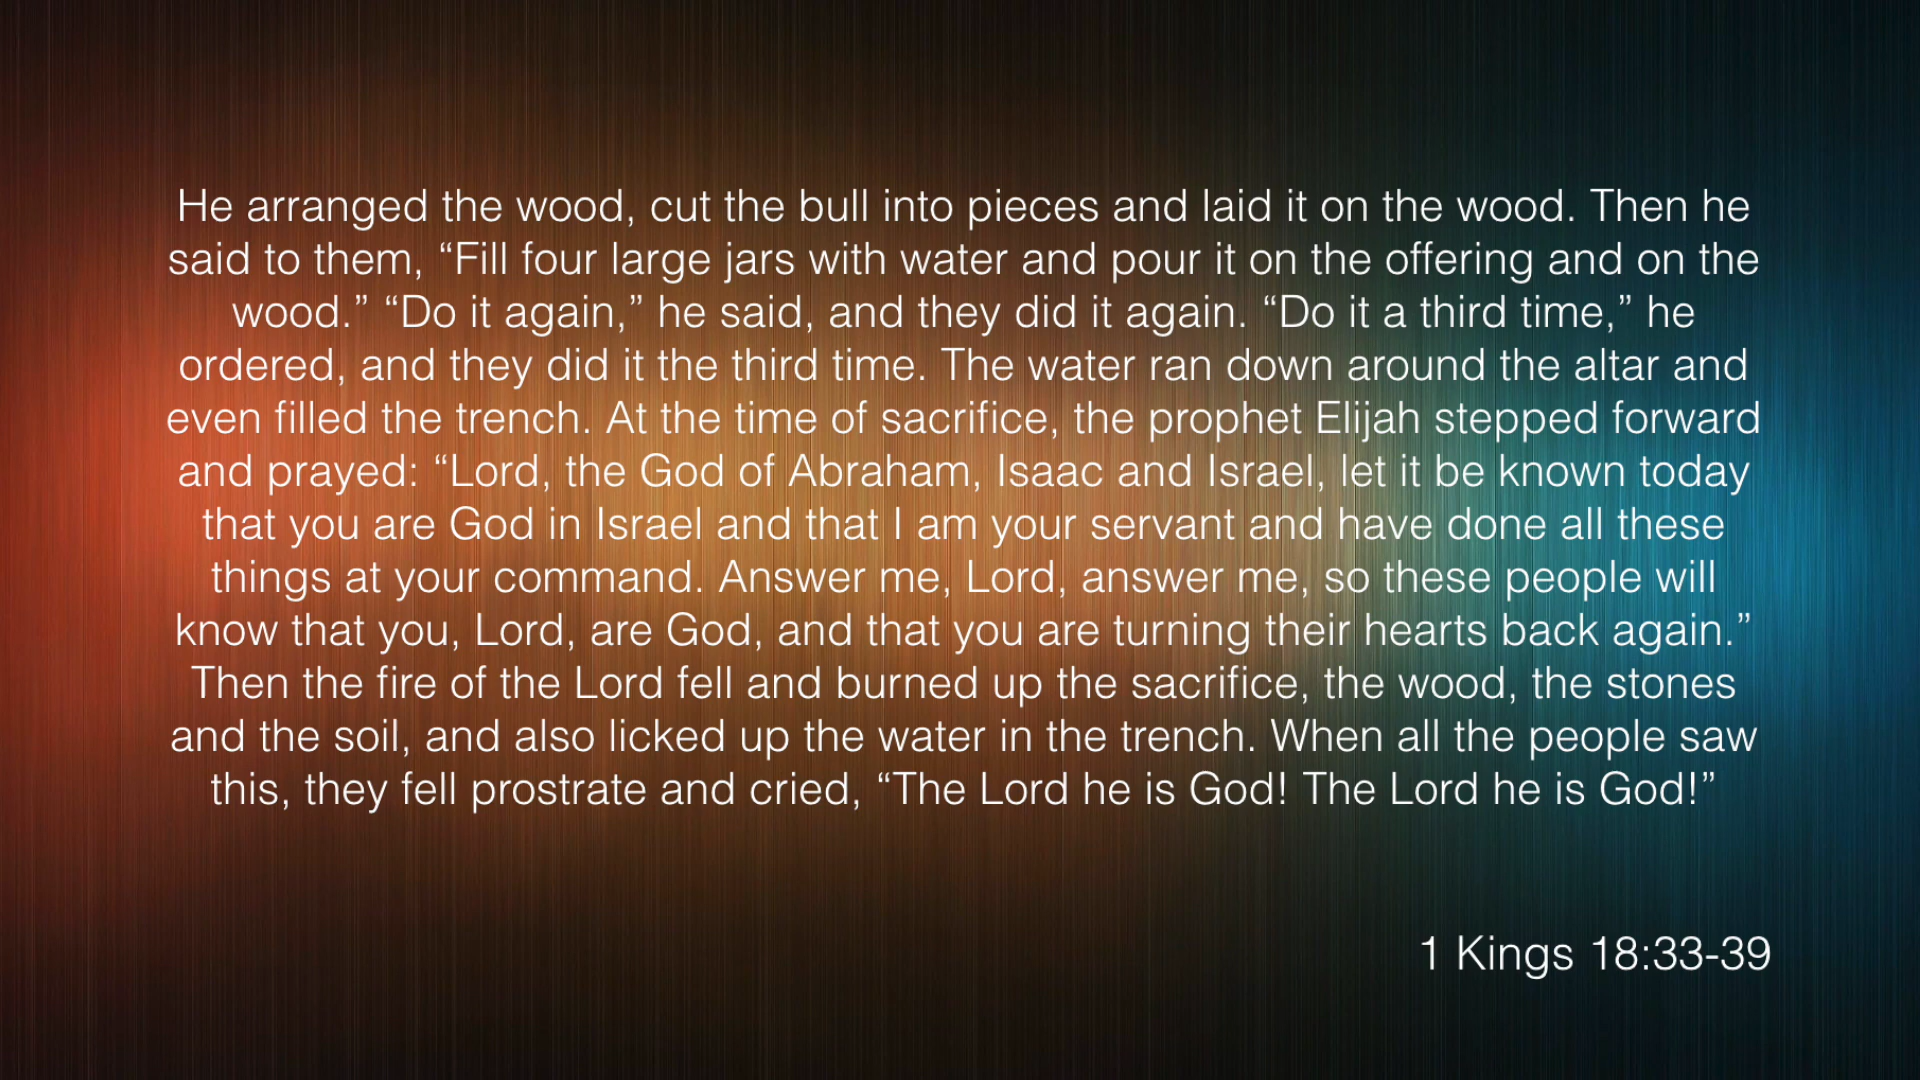 He arranged the wood, cut the bull into pieces and laid it on the wood. Then he
said to them, “Fill four large jars with water and pour it on the offering and on the
wood.” “Do it again,” he said, and they did it again. “Do it a third time,” he
ordered, and they did it the third time. The water ran down around the altar and
even filled the trench. At the time of sacrifice, the prophet Elijah stepped forward
and prayed: “Lord, the God of Abraham, Isaac and Israel, let it be known today
that you are God in Israel and that I am your servant and have done all these
things at your command. Answer me, Lord, answer me, so these people will
know that you, Lord, are God, and that you are turning their hearts back again.”
Then the fire of the Lord fell and burned up the sacrifice, the wood, the stones
and the soil, and also licked up the water in the trench. When all the people saw
this, they fell prostrate and cried, “The Lord he is God! The Lord he is God!”
1 Kings 18:33-39